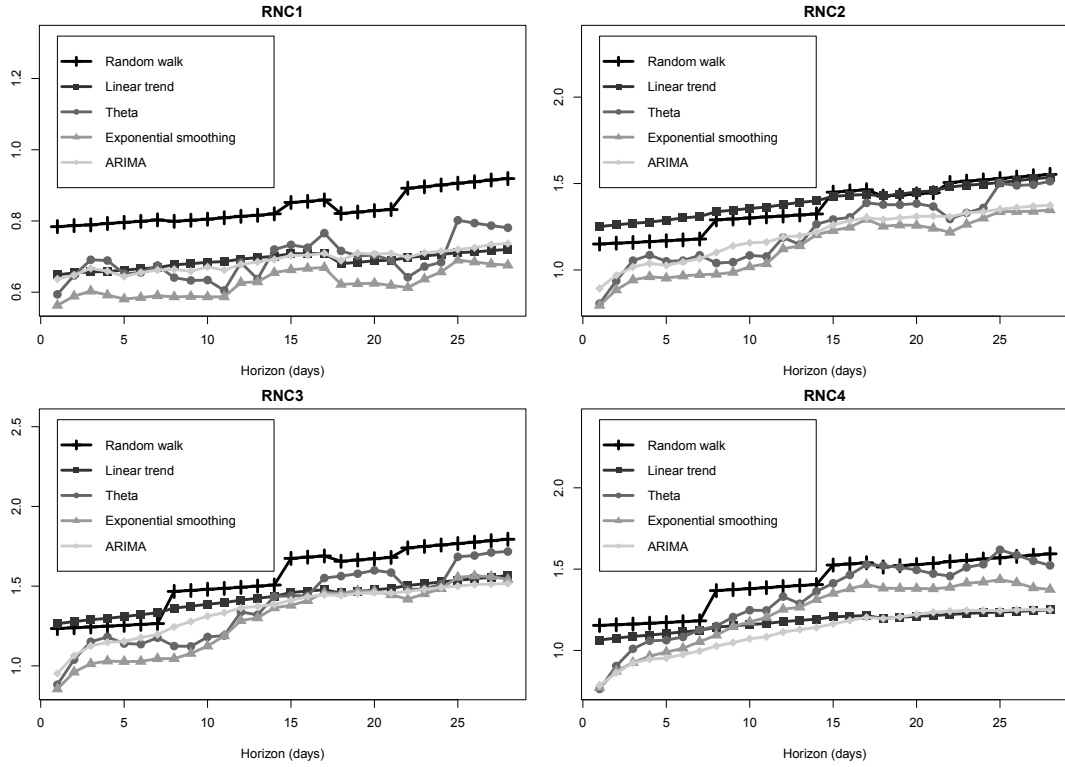 RNC1
1.2
1.0
0.8
0.6
Random walk
Linear trend
Theta
Exponential smoothing
ARIMA
0 5 10 15 20 25
Horizon (days)
RNC2
2.0
1.5
1.0
Random walk
Linear trend
Theta
Exponential smoothing
ARIMA
0 5 10 15 20 25
Horizon (days)
RNC3
2.5
2.0
1.5
1.0
Random walk
Linear trend
Theta
Exponential smoothing
ARIMA
0 5 10 15 20 25
Horizon (days)
RNC4
2.0
1.5
1.0
Random walk
Linear trend
Theta
Exponential smoothing
ARIMA
0 5 10 15 20 25
Horizon (days)